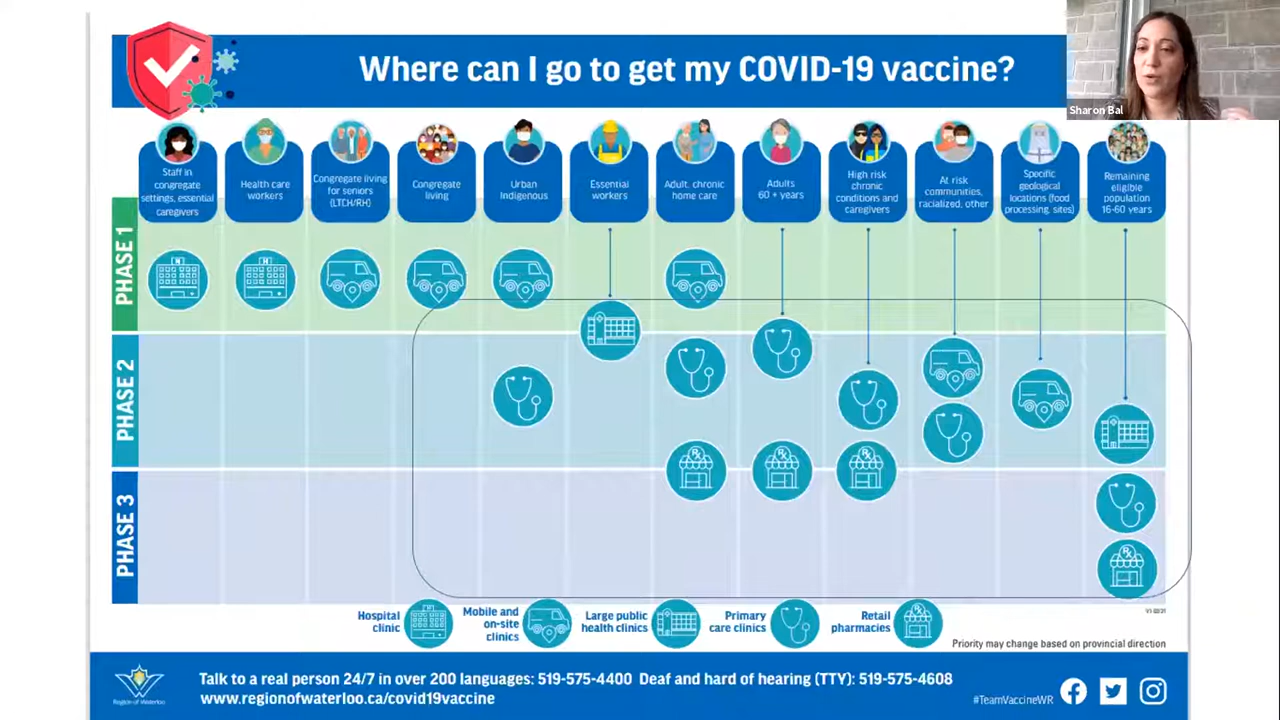 Where can I go to get my COVID-19 vaccine?
Sharon Bal
Staff in
congregate
settings, essential
caregivers
Health care
workers
Congregate living
for seniors
(LTCH/RH)
Congregate
living
Urban
Indigenous
Essential
workers
Adult, chronic
home care
Adults
60 + years
High risk
chronic
conditions and
caregivers
At risk
communities,
racialized, other
Specific
geological
locations (food
processing, sites)
Remaining
eligible
population
16-60 years
PHASE 1
PHASE 2
PHASE 3
Hospital
clinic
Mobile and
on-site
clinics
Large public
health clinics
Primary
care clinics
Retail
pharmacies
Priority may change based on provincial direction
Talk to a real person 24/7 in over 200 languages: 519-575-4400 Deaf and hard of hearing (TTY): 519-575-4608
www.regionofwaterloo.ca/covid19vaccine
Region of Waterloo
#TeamVaccineWR